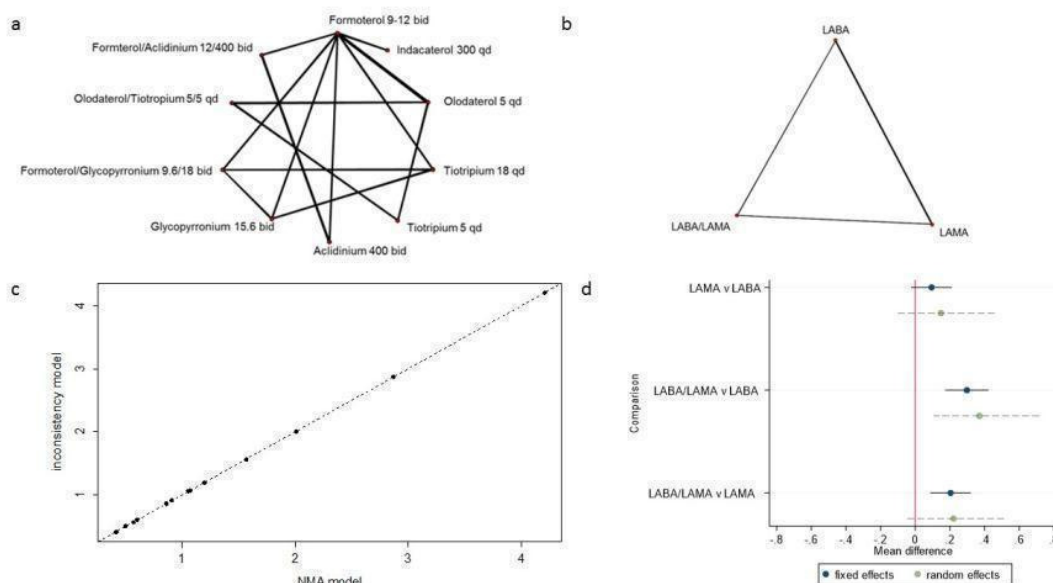 a
Formoterol 9-12 bid
Formterol/Aclidinium 12/400 bid
Indacaterol 300 qd
Olodaterol/Tiotropium 5/5 qd
Olodaterol 5 qd
Formoterol/Glycopyrronium 9.6/18 bid
Tiotripium 18 qd
Glycopyrronium 15.6 bid
Tiotripium 5 qd
Aclidinium 400 bid
b
LABA
LABA/LAMA
LAMA
c
inconsistency model
4
3
2
1
1 2 3 4
NMA model
d
Comparison
LAMA v LABA
LABA/LAMA v LABA
LABA/LAMA v LAMA
-.8 -.6 -.4 -.2 0 .2 .4 .6 .8
Mean difference
fixed effects random effects